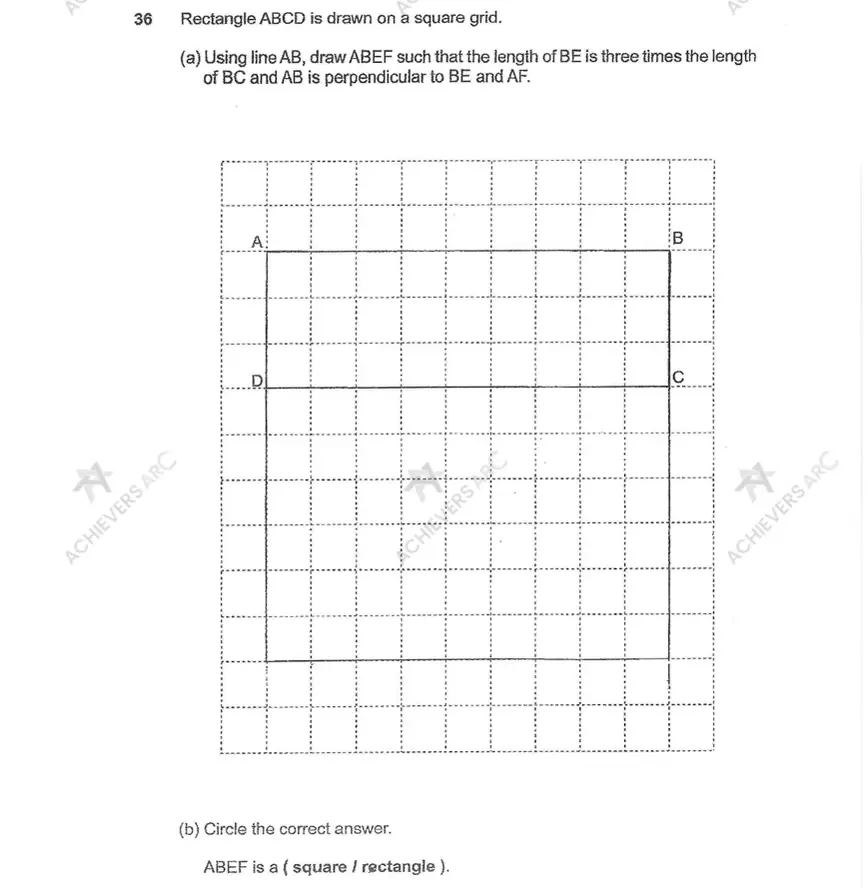 36 Rectangle ABCD is drawn on a square grid.
(a) Using line AB, draw ABEF such that the length of BE is three times the length
of BC and AB is perpendicular to BE and AF.
A B
D C
ACHIEVERS ARC ACHIEVERS ARC ACHIEVERS ARC
(b) Circle the correct answer.
ABEF is a ( square / rectangle ).